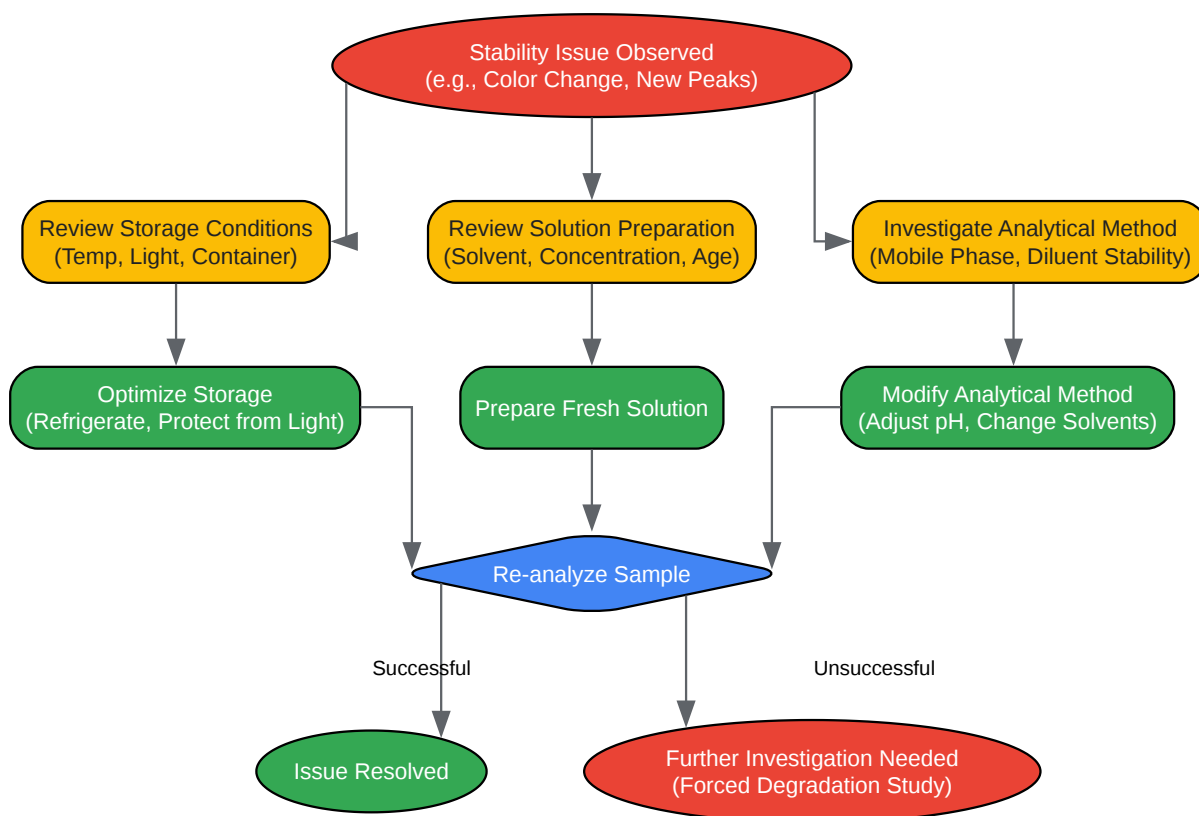 Stability Issue Observed
(e.g., Color Change, New Peaks)
Review Storage Conditions
(Temp, Light, Container)
Review Solution Preparation
(Solvent, Concentration, Age)
Investigate Analytical Method
(Mobile Phase, Diluent Stability)
Optimize Storage
(Refrigerate, Protect from Light)
Prepare Fresh Solution
Modify Analytical Method
(Adjust pH, Change Solvents)
Re-analyze Sample
Successful
Unsuccessful
Issue Resolved
Further Investigation Needed
(Forced Degradation Study)